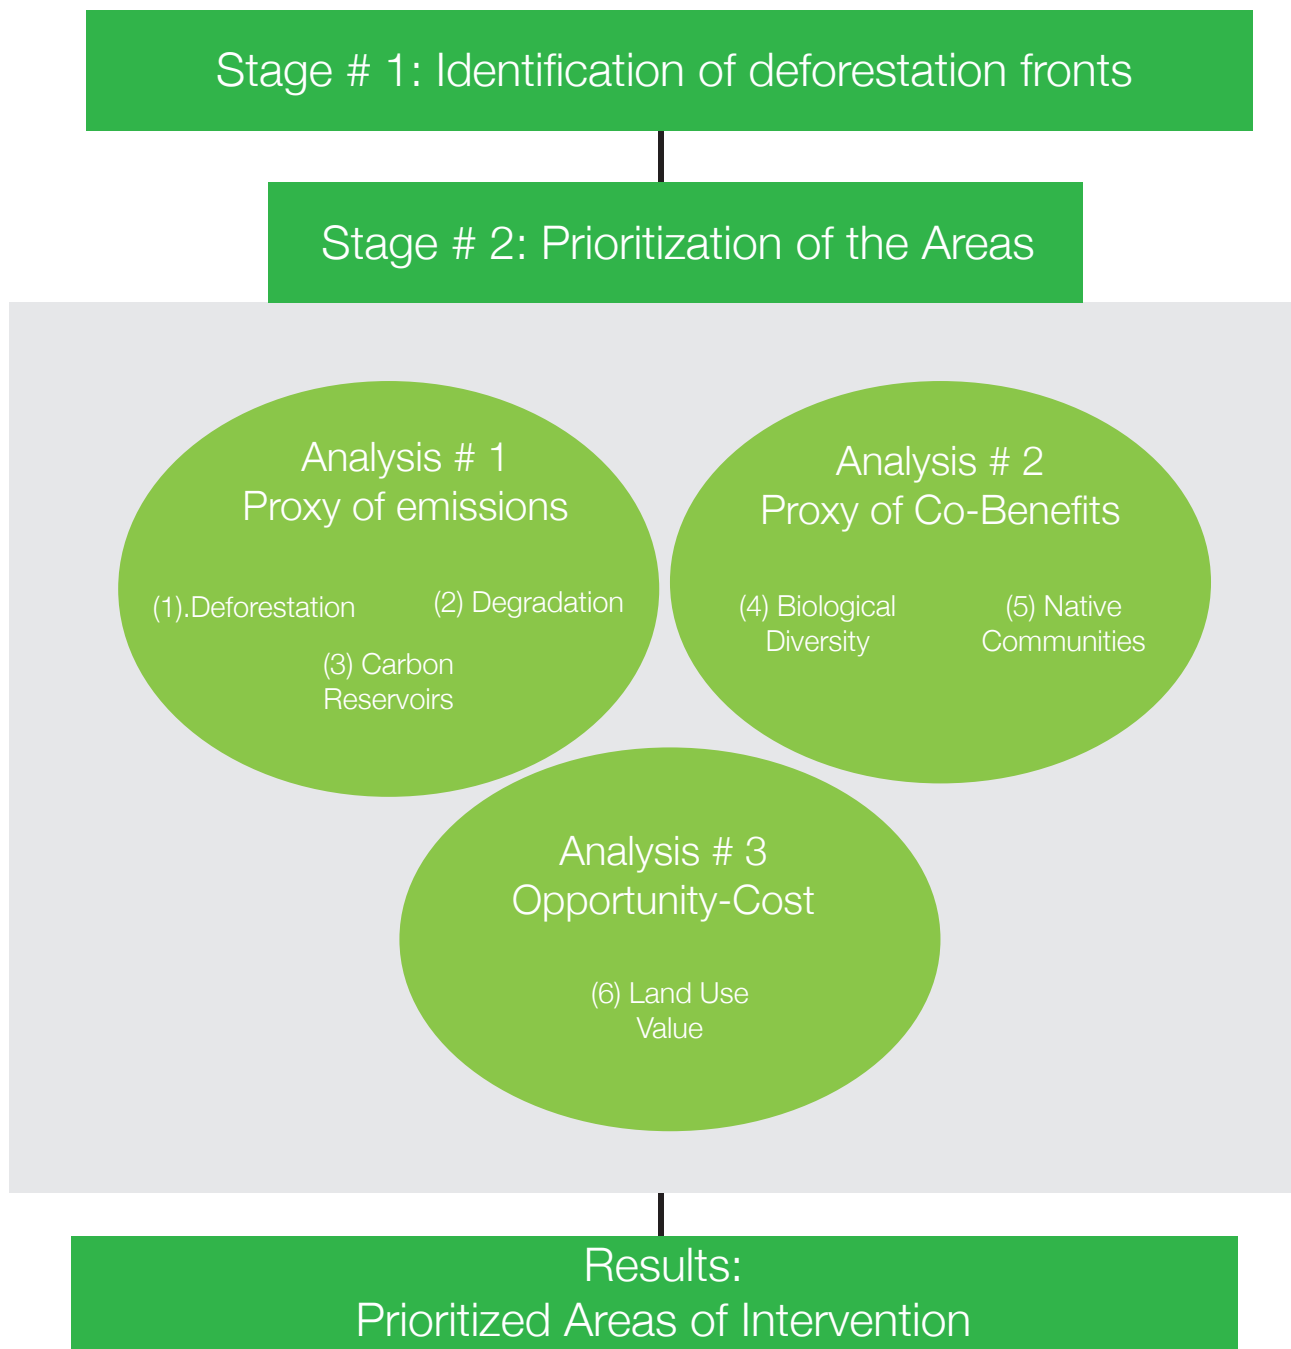 Stage # 1: Identification of deforestation fronts
Stage # 2: Prioritization of the Areas
Analysis # 1
Proxy of emissions
(1).Deforestation
(2) Degradation
(3) Carbon
Reservoirs
Analysis # 2
Proxy of Co-Benefits
(4) Biological
Diversity
(5) Native
Communities
Analysis # 3
Opportunity-Cost
(6) Land Use
Value
Results:
Prioritized Areas of Intervention